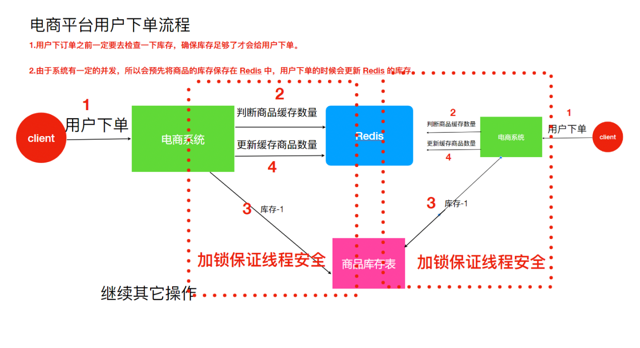 电商平台用户下单流程
1.用户下订单之前一定要去检查一下库存，确保库存足够了才会给用户下单。
2.由于系统有一定的并发，所以会预先将商品的库存保存在 Redis 中，用户下单的时候会更新 Redis 的库存。
1
用户下单
client
电商系统
2
判断商品缓存数量
更新缓存商品数量
4
Redis
2
判断商品缓存数量
更新缓存商品数量
4
电商系统
1
用户下单
client
3
库存-1
3
库存-1
加锁保证线程安全
商品库存表
加锁保证线程安全
继续其它操作